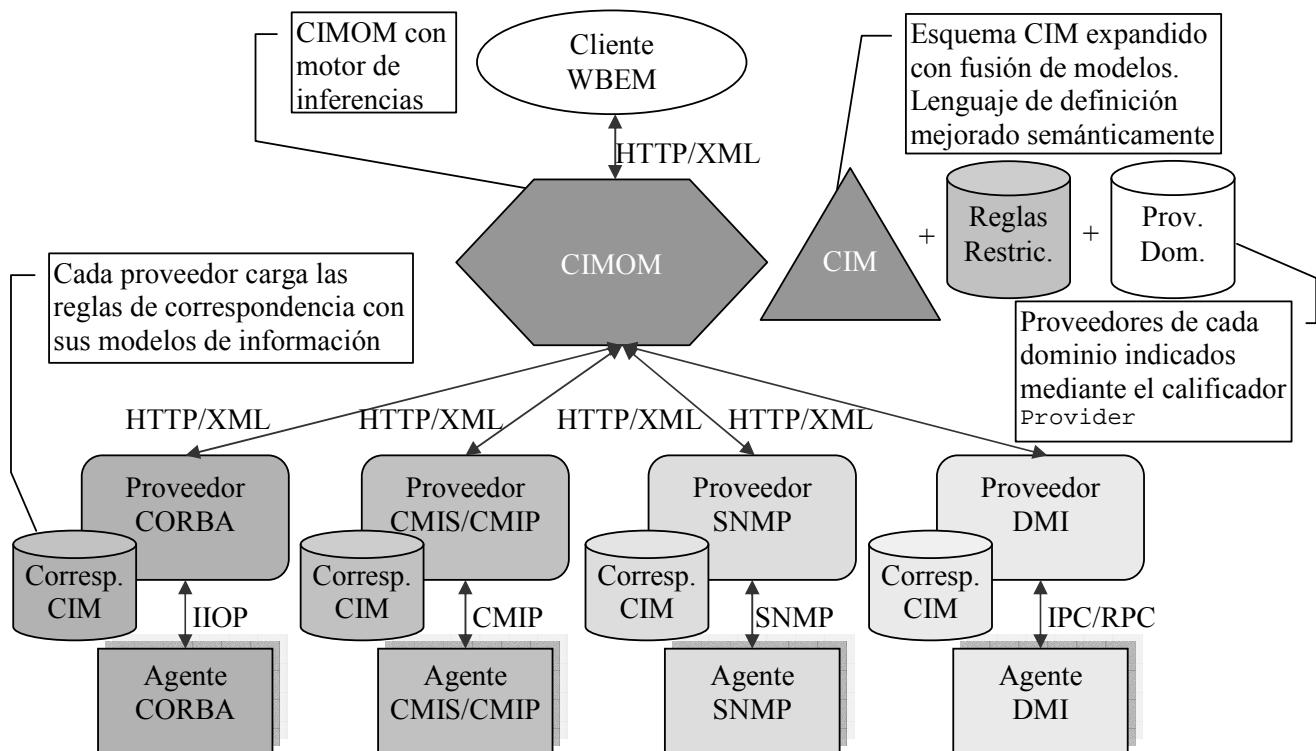 CIMOM con
motor de
inferencias
Cliente
WBEM
Esquema CIM expandido
con fusión de modelos.
Lenguaje de definición
mejorado semánticamente
HTTP/XML
CIMOM
CIM
+
Reglas
Restric.
+
Prov.
Dom.
Cada proveedor carga las
reglas de correspondencia con
sus modelos de información
Proveedores de cada
dominio indicados
mediante el calificador
Provider
HTTP/XML
HTTP/XML
HTTP/XML
HTTP/XML
Proveedor
CORBA
Proveedor
CMIS/CMIP
Proveedor
SNMP
Proveedor
DMI
Corresp.
CIM
Corresp.
CIM
Corresp.
CIM
Corresp.
CIM
IIOP
CMIP
SNMP
IPC/RPC
Agente
CORBA
Agente
CMIS/CMIP
Agente
SNMP
Agente
DMI